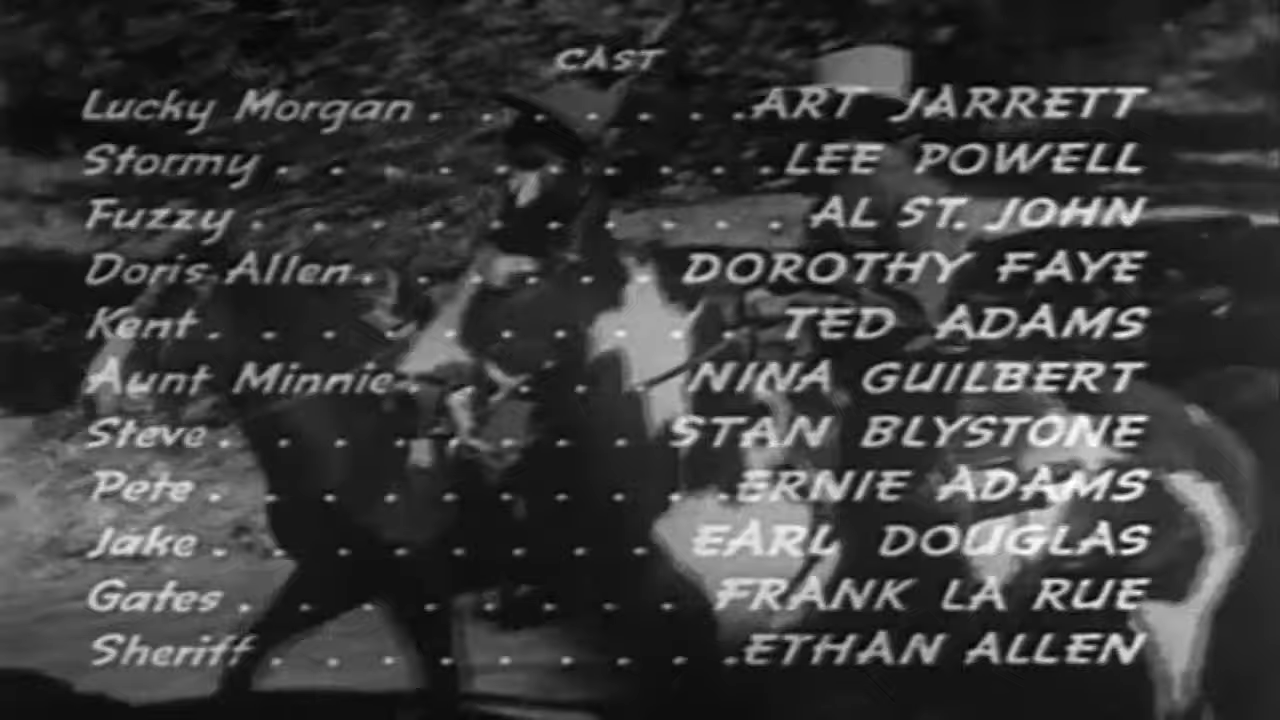 CAST
Lucky Morgan . . . . . . . ART JARRETT
Stormy . . . . . . . . . . LEE POWELL
Fuzzy . . . . . . . . . . . AL ST. JOHN
Doris Allen . . . . . . DOROTHY FAYE
Kent . . . . . . . . . . TED ADAMS
Aunt Minnie . . . . . NINA GUILBERT
Steve . . . . . . . . STAN BLYSTONE
Pete . . . . . . . . . . ERNIE ADAMS
Jake . . . . . . . . EARL DOUGLAS
Gates . . . . . . . . FRANK LA RUE
Sheriff . . . . . . . . . ETHAN ALLEN